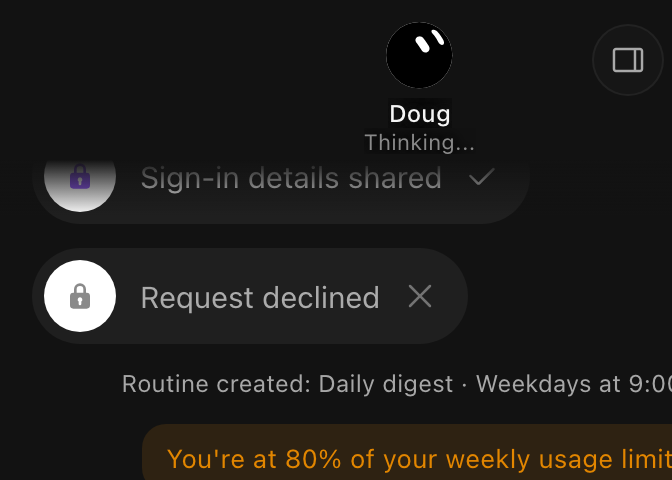 Doug
Thinking...
Sign-in details shared
Request declined
Routine created: Daily digest · Weekdays at 9:00
You're at 80% of your weekly usage limit